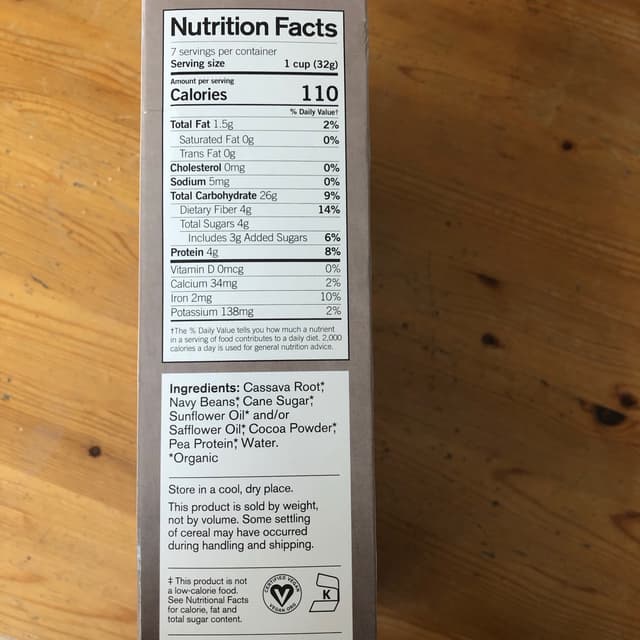 Nutrition Facts
7 servings per container
Serving size 1 cup (32g)
Amount per serving
Calories 110
% Daily Value†
Total Fat 1.5g 2%
Saturated Fat 0g 0%
Trans Fat 0g
Cholesterol 0mg 0%
Sodium 5mg 0%
Total Carbohydrate 26g 9%
Dietary Fiber 4g 14%
Total Sugars 4g
Includes 3g Added Sugars 6%
Protein 4g 8%
Vitamin D 0mcg 0%
Calcium 34mg 2%
Iron 2mg 10%
Potassium 138mg 2%
†The % Daily Value tells you how much a nutrient
in a serving of food contributes to a daily diet. 2,000
calories a day is used for general nutrition advice.
Ingredients: Cassava Root*,
Navy Beans*, Cane Sugar*,
Sunflower Oil* and/or
Safflower Oil*, Cocoa Powder*,
Pea Protein*, Water.
*Organic
Store in a cool, dry place.
This product is sold by weight,
not by volume. Some settling
of cereal may have occurred
during handling and shipping.
‡ This product is not
a low-calorie food.
See Nutritional Facts
for calorie, fat and
total sugar content.
CERTIFIED VEGAN
VEGAN.ORG
K